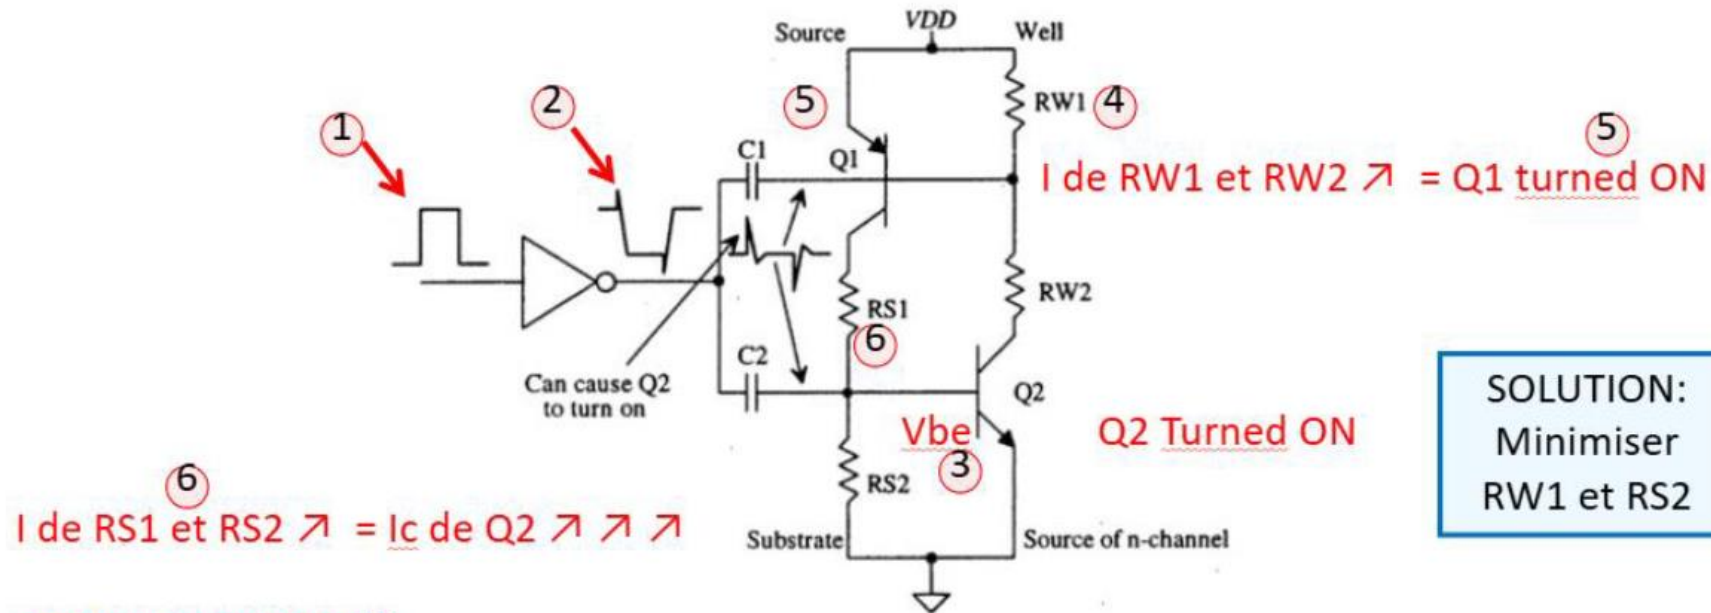 Source
VDD
Well
1
2
5
RW1
4
C1
Q1
5
I de RW1 et RW2 ↗ = Q1 turned ON
RS1
RW2
6
C2
Can cause Q2
to turn on
Q2
SOLUTION:
Minimiser
RW1 et RS2
Vbe
Q2 Turned ON
3
6
RS2
I de RS1 et RS2 ↗ = Ic de Q2 ↗ ↗ ↗
Substrate
Source of n-channel